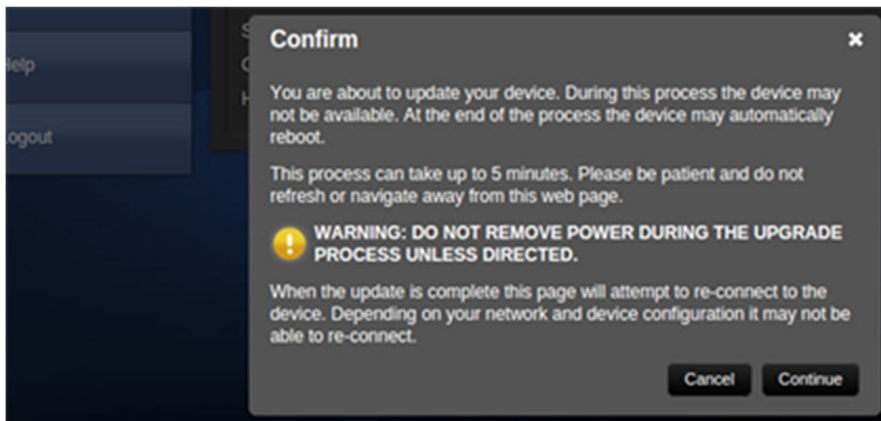 Help
Logout
Confirm
You are about to update your device. During this process the device may
not be available. At the end of the process the device may automatically
reboot.
This process can take up to 5 minutes. Please be patient and do not
refresh or navigate away from this web page.
WARNING: DO NOT REMOVE POWER DURING THE UPGRADE
PROCESS UNLESS DIRECTED.
When the update is complete this page will attempt to re-connect to the
device. Depending on your network and device configuration it may not be
able to re-connect.
Cancel
Continue